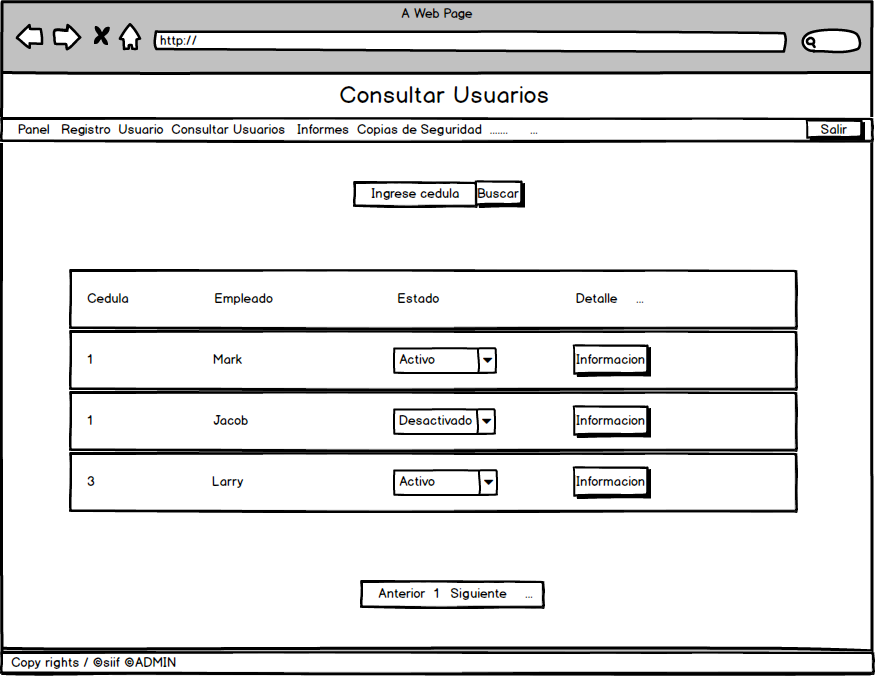 A Web Page
http://
Consultar Usuarios
Panel Registro Usuario Consultar Usuarios Informes Copias de Seguridad ....... ... Salir
Ingrese cedula Buscar
Cedula Empleado Estado Detalle ...
1 Mark Activo Informacion
1 Jacob Desactivado Informacion
3 Larry Activo Informacion
Anterior 1 Siguiente ...
Copy rights / ©siif ©ADMIN